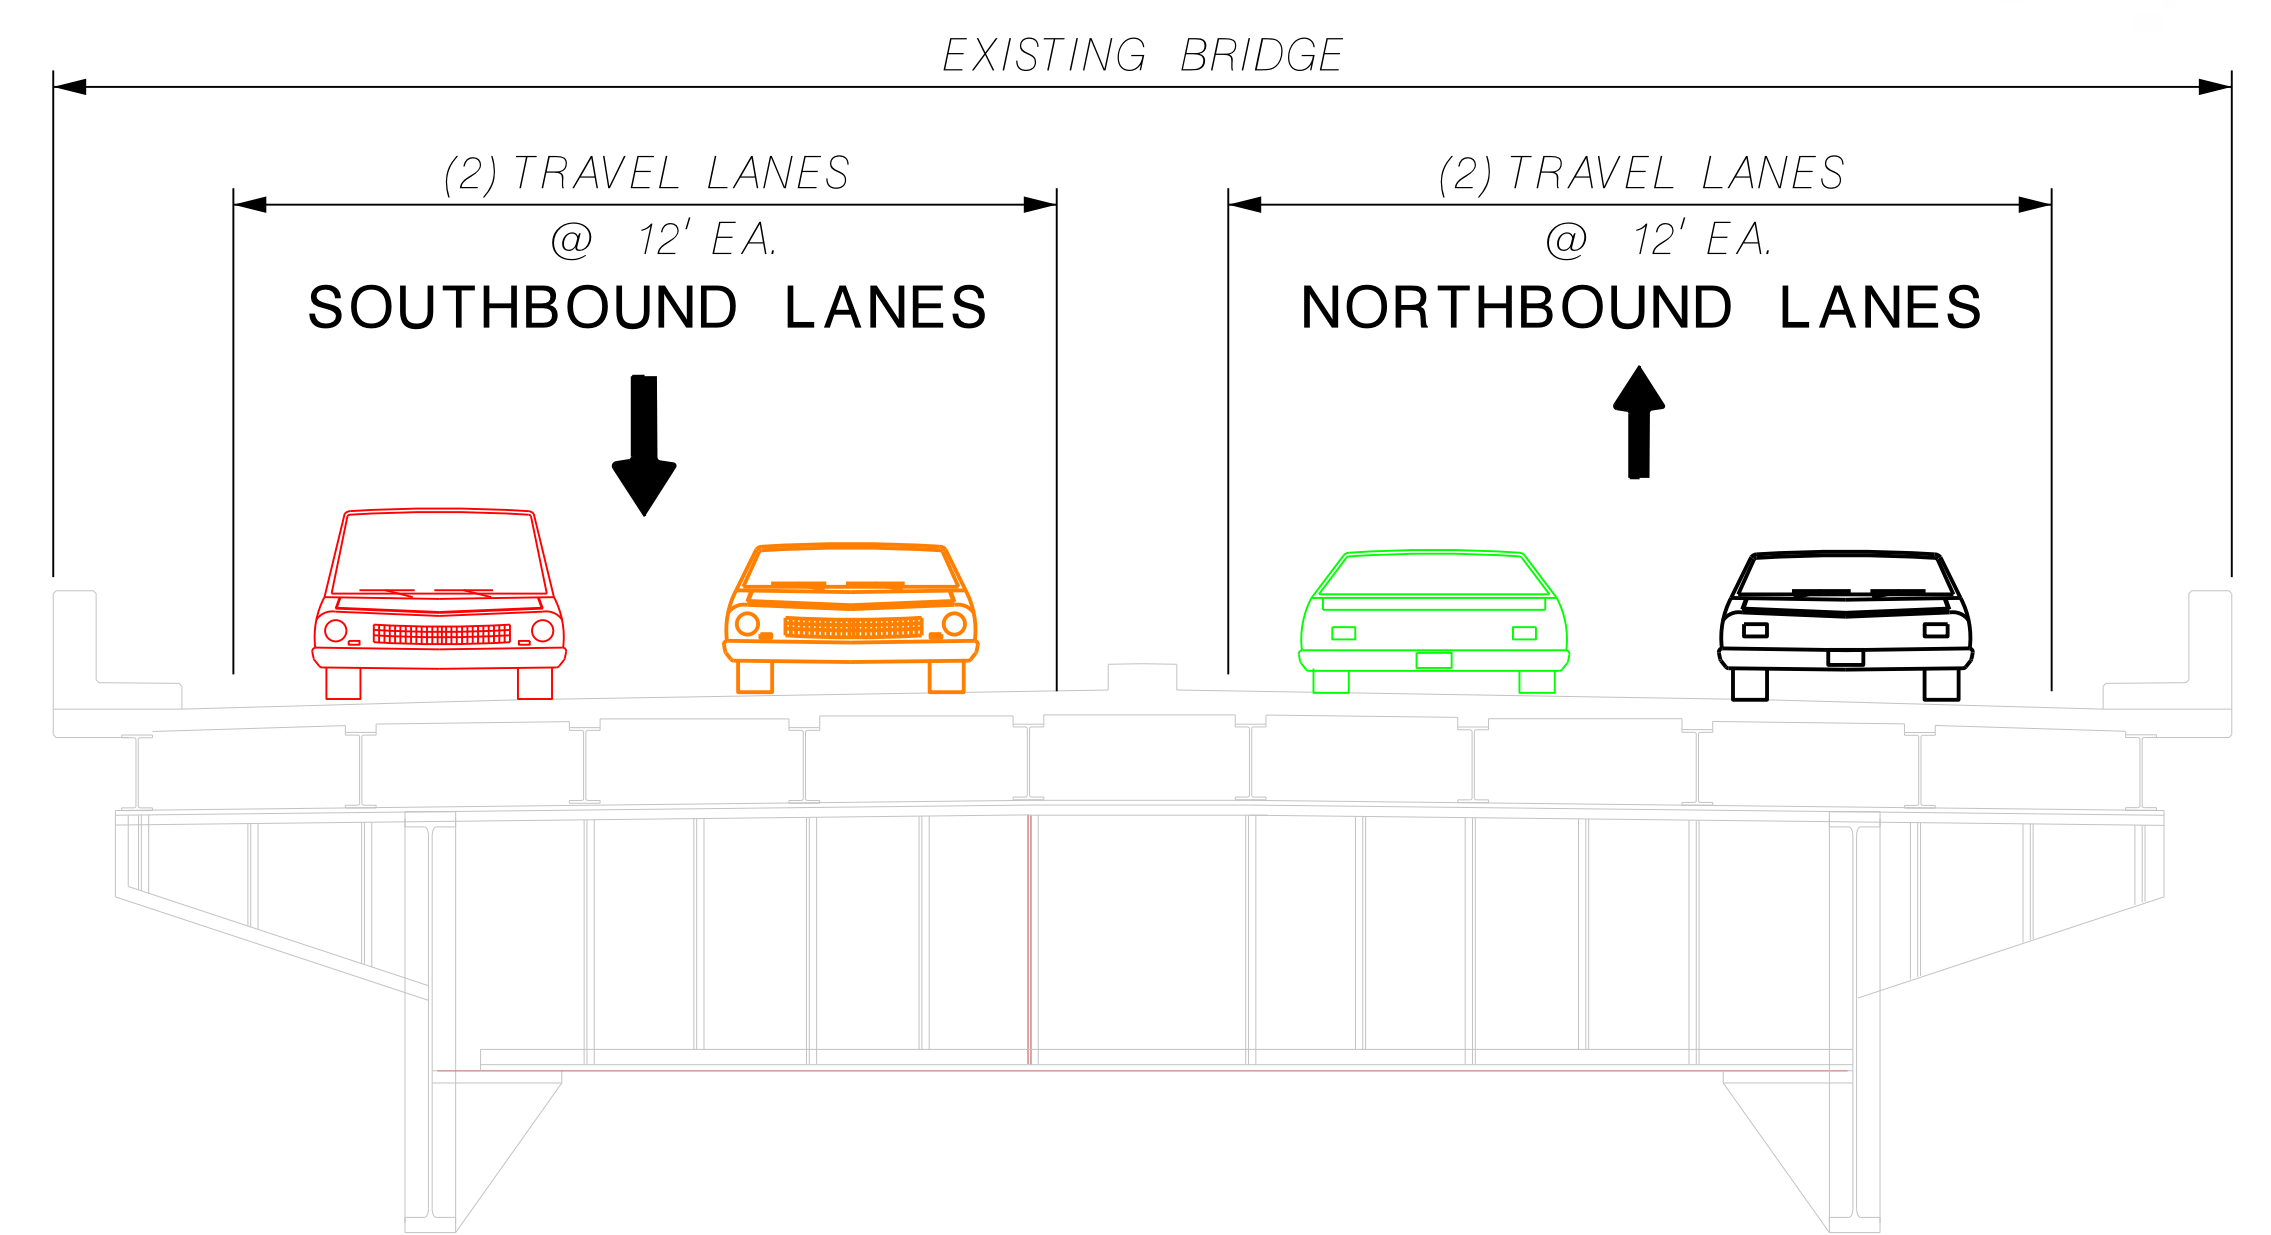 EXISTING BRIDGE
(2) TRAVEL LANES
@ 12' EA.
SOUTHBOUND LANES
(2) TRAVEL LANES
@ 12' EA.
NORTHBOUND LANES